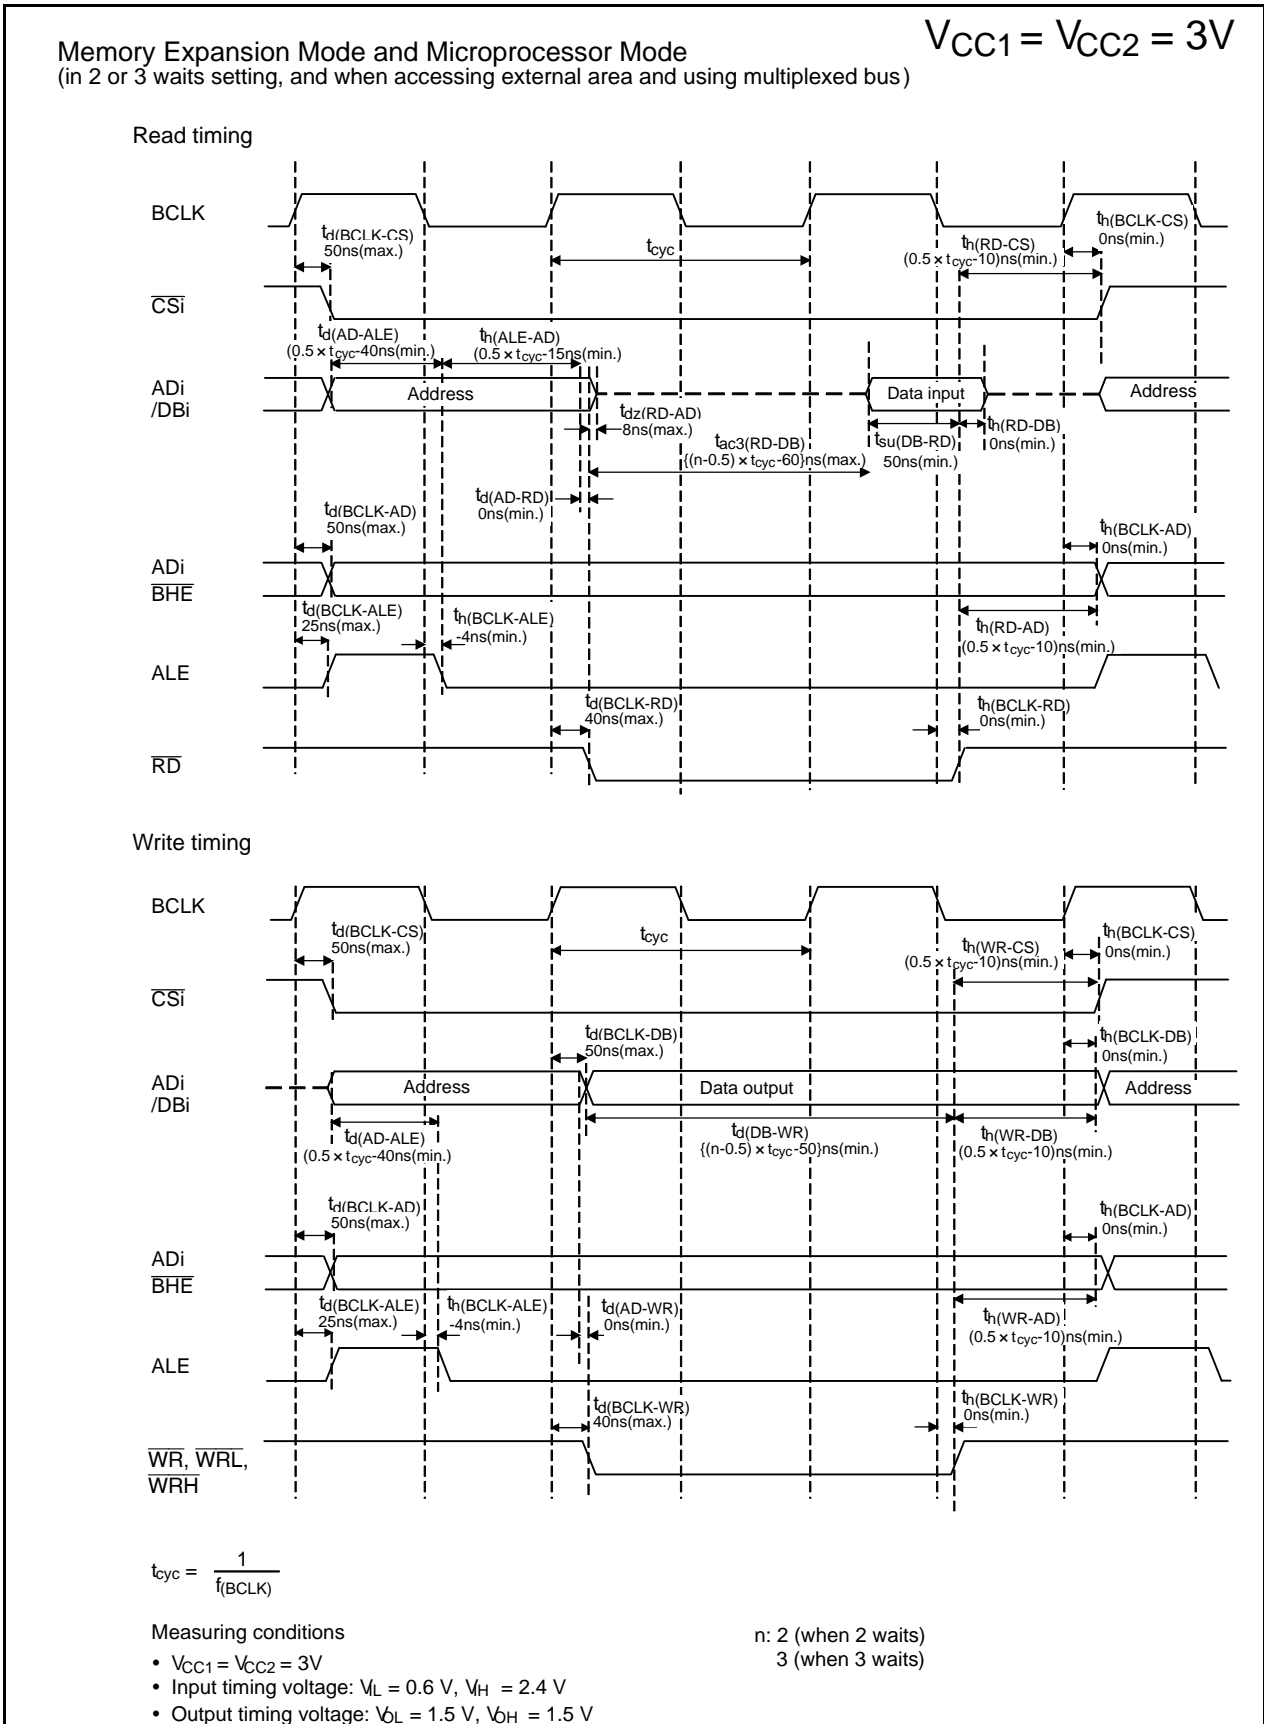 VCC1 = VCC2 = 3V
Memory Expansion Mode and Microprocessor Mode
(in 2 or 3 waits setting, and when accessing external area and using multiplexed bus)
Read timing
BCLK
td(BCLK-CS)
50ns(max.)
tcyc
th(RD-CS)
(0.5 × tcyc-10)ns(min.)
th(BCLK-CS)
0ns(min.)
CSi
td(AD-ALE)
(0.5 × tcyc-40ns(min.)
th(ALE-AD)
(0.5 × tcyc-15ns(min.)
ADi
/DBi
Address
Data input
Address
tdz(RD-AD)
8ns(max.)
tac3(RD-DB)
{(n-0.5) × tcyc-60}ns(max.)
tsu(DB-RD)
50ns(min.)
th(RD-DB)
0ns(min.)
td(AD-RD)
0ns(min.)
td(BCLK-AD)
50ns(max.)
th(BCLK-AD)
0ns(min.)
ADi
BHE
td(BCLK-ALE)
25ns(max.)
th(BCLK-ALE)
-4ns(min.)
th(RD-AD)
(0.5 × tcyc-10)ns(min.)
ALE
td(BCLK-RD)
40ns(max.)
th(BCLK-RD)
0ns(min.)
RD
Write timing
BCLK
td(BCLK-CS)
50ns(max.)
tcyc
th(WR-CS)
(0.5 × tcyc-10)ns(min.)
th(BCLK-CS)
0ns(min.)
CSi
td(BCLK-DB)
50ns(max.)
th(BCLK-DB)
0ns(min.)
ADi
/DBi
Address
Data output
Address
td(AD-ALE)
(0.5 × tcyc-40ns(min.)
td(DB-WR)
{(n-0.5) × tcyc-50}ns(min.)
th(WR-DB)
(0.5 × tcyc-10)ns(min.)
td(BCLK-AD)
50ns(max.)
th(BCLK-AD)
0ns(min.)
ADi
BHE
td(BCLK-ALE)
25ns(max.)
th(BCLK-ALE)
-4ns(min.)
td(AD-WR)
0ns(min.)
th(WR-AD)
(0.5 × tcyc-10)ns(min.)
ALE
td(BCLK-WR)
40ns(max.)
th(BCLK-WR)
0ns(min.)
WR, WRL,
WRH
tcyc = 1
f(BCLK)
Measuring conditions
• VCC1 = VCC2 = 3V
• Input timing voltage: VIL = 0.6 V, VIH = 2.4 V
• Output timing voltage: VOL = 1.5 V, VOH = 1.5 V
n: 2 (when 2 waits)
3 (when 3 waits)